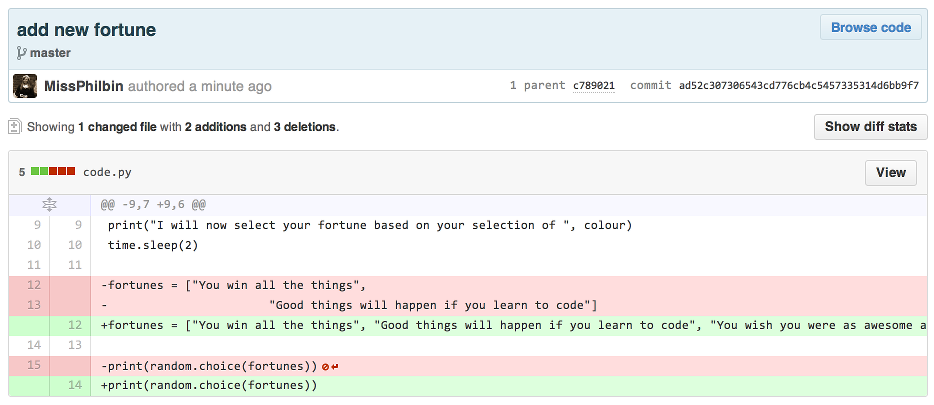 add new fortune
Browse code
master
MissPhilbin authored a minute ago
1 parent c789021 commit ad52c307306543cd776cb4c5457335314d6bb9f7
Showing 1 changed file with 2 additions and 3 deletions.
Show diff stats
5 code.py
View
@@ -9,7 +9,6 @@
9 9 print("I will now select your fortune based on your selection of ", colour)
10 10 time.sleep(2)
11 11
12 -fortunes = ["You win all the things",
13 - "Good things will happen if you learn to code"]
12 +fortunes = ["You win all the things", "Good things will happen if you learn to code", "You wish you were as awesome a
14 13
15 -print(random.choice(fortunes))
14 +print(random.choice(fortunes))